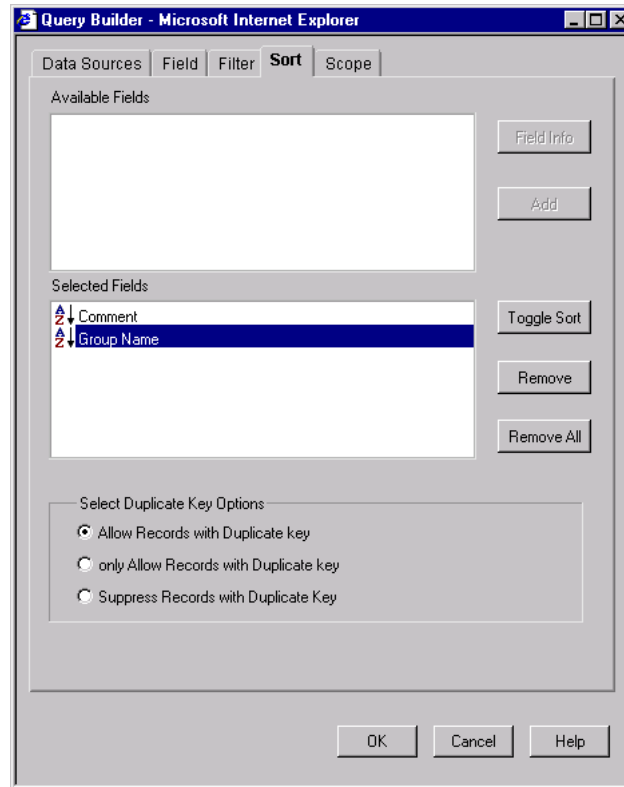 Query Builder - Microsoft Internet Explorer
Data Sources Field Filter Sort Scope
Available Fields
Field Info
Add
Selected Fields
A Z Comment
A Z Group Name
Toggle Sort
Remove
Remove All
Select Duplicate Key Options
Allow Records with Duplicate key
only Allow Records with Duplicate key
Suppress Records with Duplicate Key
OK Cancel Help